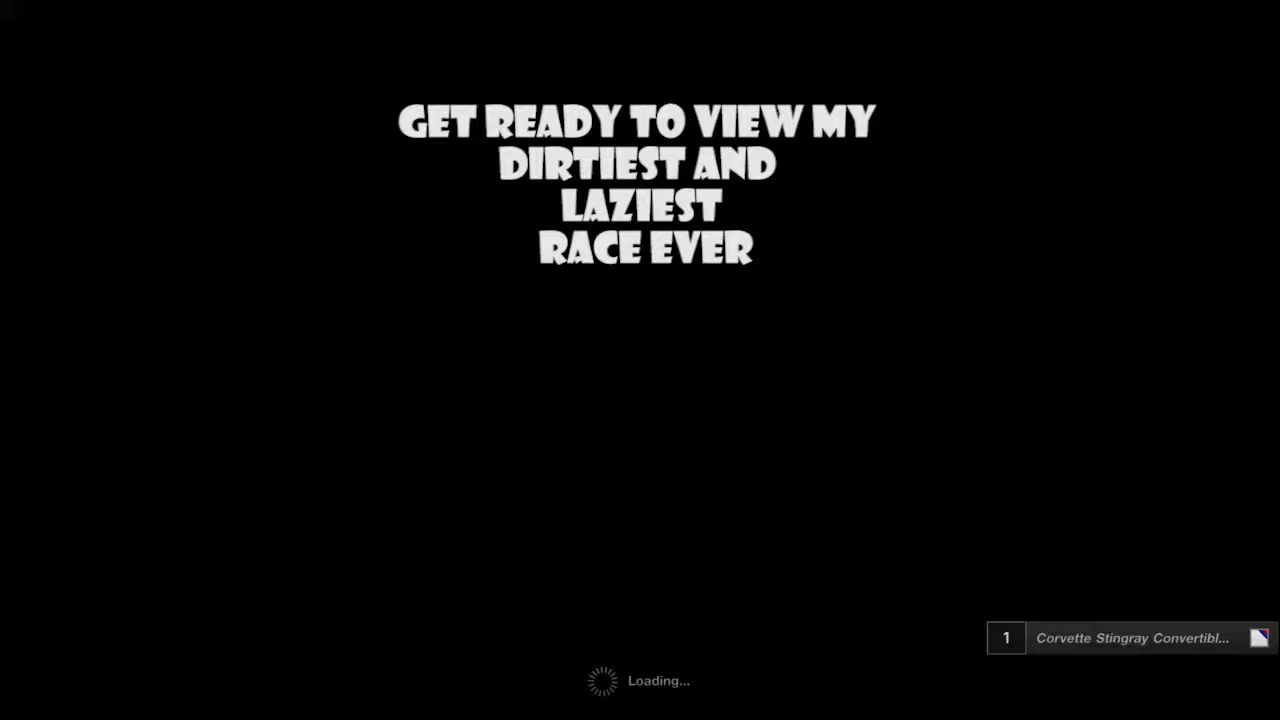 GET READY TO VIEW MY
DIRTIEST AND
LAZIEST
RACE EVER
1 Corvette Stingray Convertibl...
Loading...